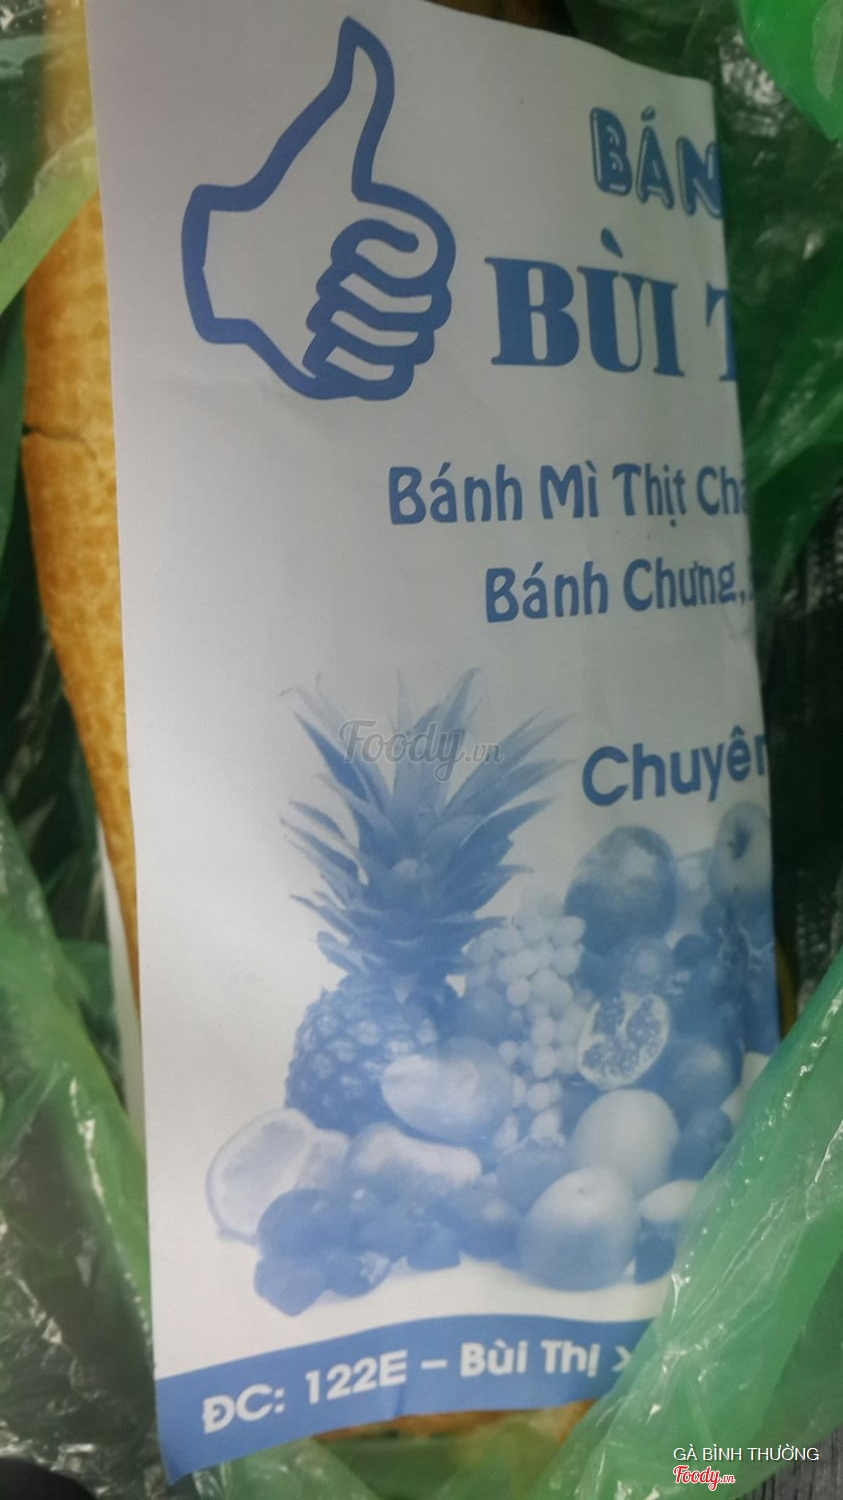 BÁN
BÙI T
Bánh Mì Thịt Chả
Bánh Chưng,
Foody.vn
Chuyên
ĐC: 122E – Bùi Thị X
GÀ BÌNH THƯỜNG
Foody.vn